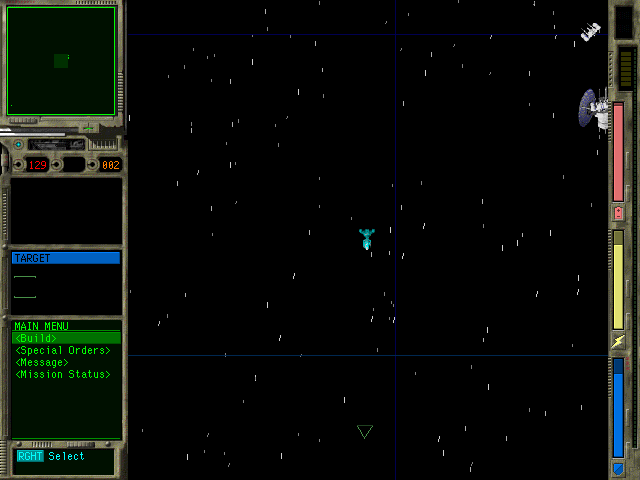 129
002
TARGET
MAIN MENU
<Build>
<Special Orders>
<Message>
<Mission Status>
RGHT Select